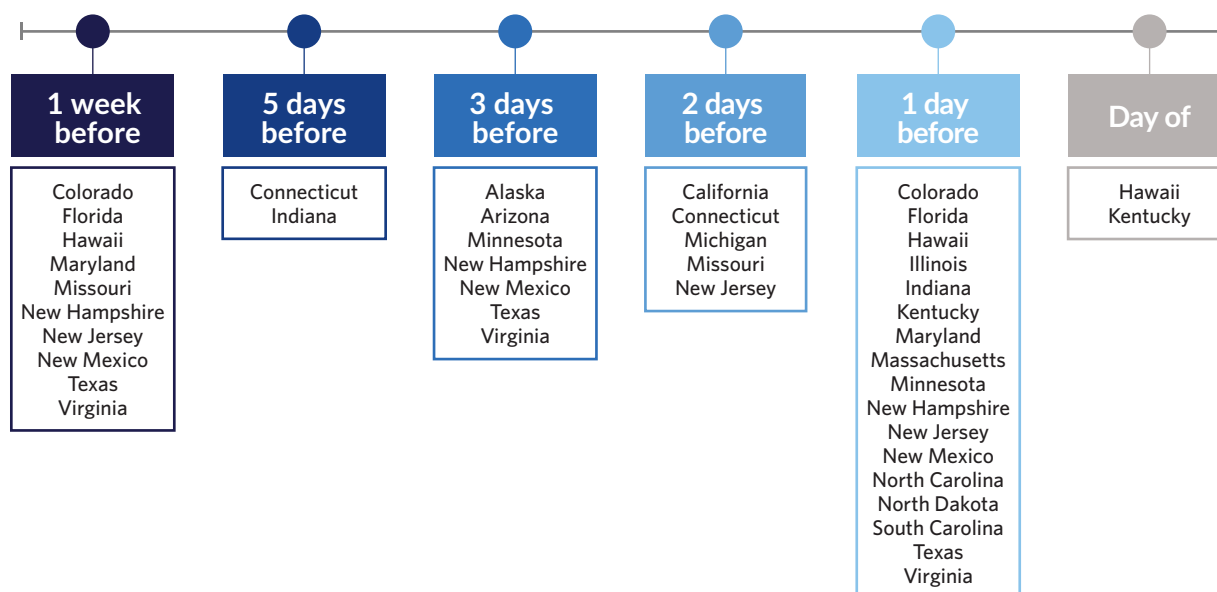 1 week
before
Colorado
Florida
Hawaii
Maryland
Missouri
New Hampshire
New Jersey
New Mexico
Texas
Virginia
5 days
before
Connecticut
Indiana
3 days
before
Alaska
Arizona
Minnesota
New Hampshire
New Mexico
Texas
Virginia
2 days
before
California
Connecticut
Michigan
Missouri
New Jersey
1 day
before
Colorado
Florida
Hawaii
Illinois
Indiana
Kentucky
Maryland
Massachusetts
Minnesota
New Hampshire
New Jersey
New Mexico
North Carolina
North Dakota
South Carolina
Texas
Virginia
Day of
Hawaii
Kentucky